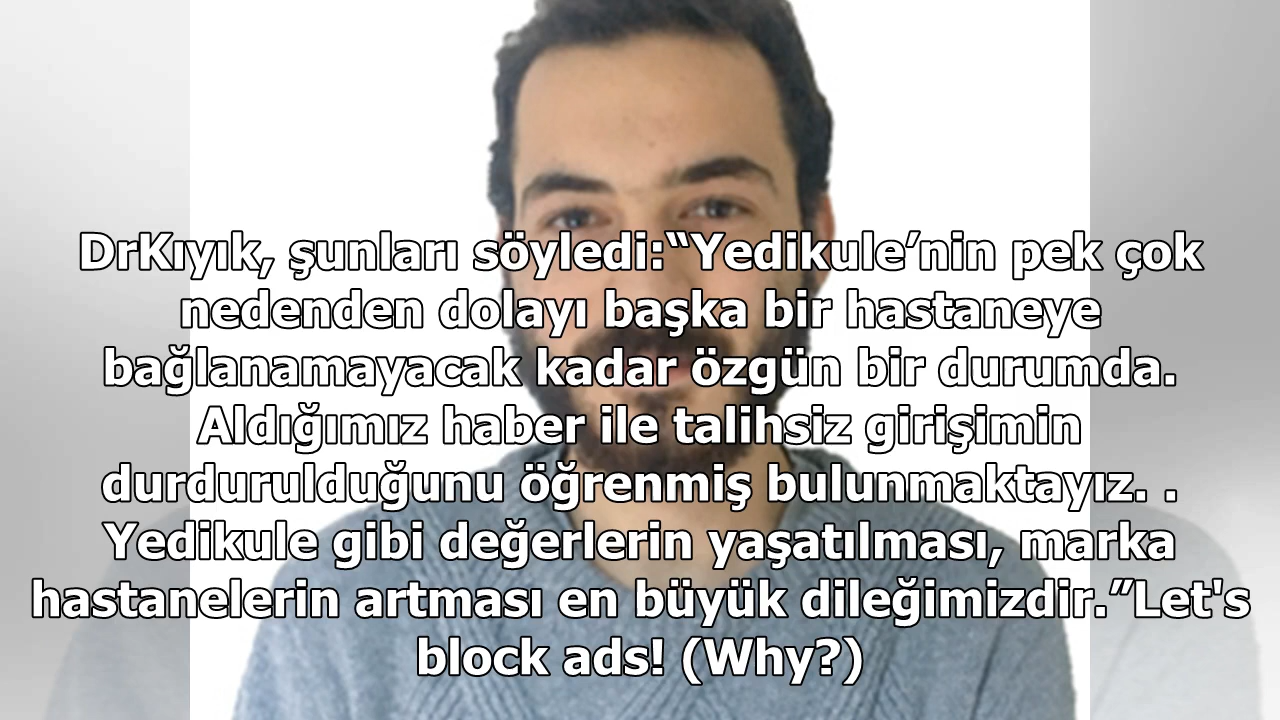 DrKıyık, şunları söyledi:“Yedikule’nin pek çok
nedenden dolayı başka bir hastaneye
bağlanamayacak kadar özgün bir durumda.
Aldığımız haber ile talihsiz girişimin
durdurulduğunu öğrenmiş bulunmaktayız. .
Yedikule gibi değerlerin yaşatılması, marka
hastanelerin artması en büyük dileğimizdir.”Let's
block ads! (Why?)